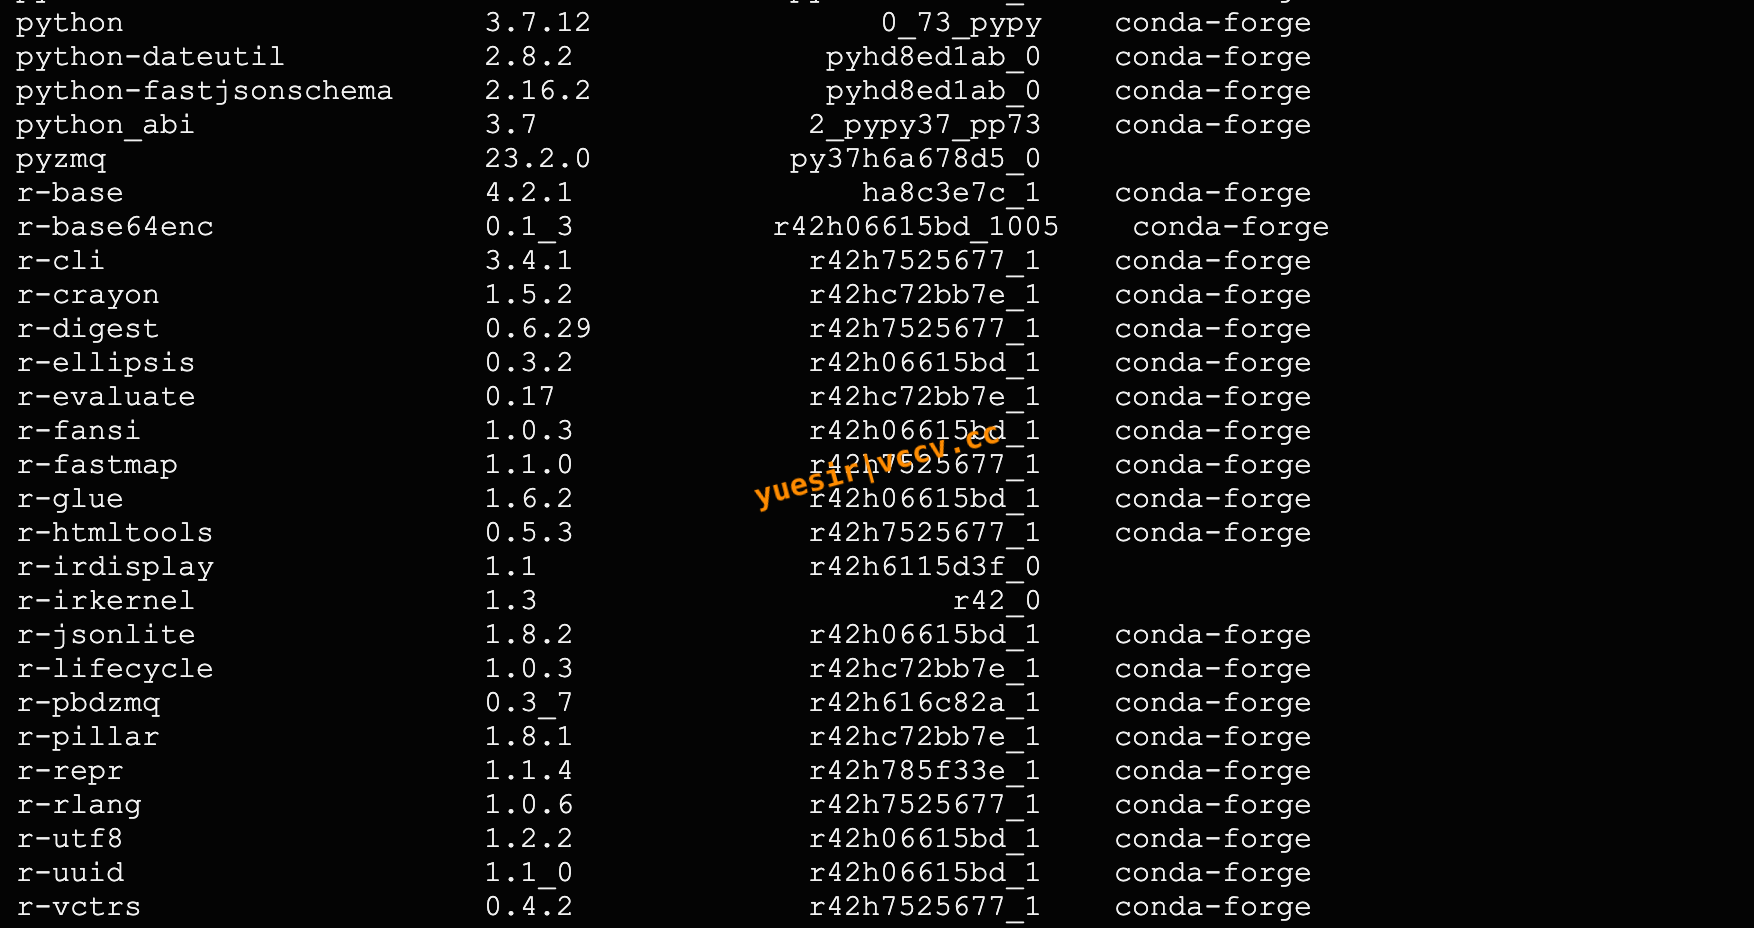 python 3.7.12 0_73_pypy conda-forge
python-dateutil 2.8.2 pyhd8ed1ab_0 conda-forge
python-fastjsonschema 2.16.2 pyhd8ed1ab_0 conda-forge
python_abi 3.7 2_pypy37_pp73 conda-forge
pyzmq 23.2.0 py37h6a678d5_0
r-base 4.2.1 ha8c3e7c_1 conda-forge
r-base64enc 0.1_3 r42h06615bd_1005 conda-forge
r-cli 3.4.1 r42h7525677_1 conda-forge
r-crayon 1.5.2 r42hc72bb7e_1 conda-forge
r-digest 0.6.29 r42h7525677_1 conda-forge
r-ellipsis 0.3.2 r42h06615bd_1 conda-forge
r-evaluate 0.17 r42hc72bb7e_1 conda-forge
r-fansi 1.0.3 r42h06615bd_1 conda-forge
r-fastmap 1.1.0 r42h7525677_1 conda-forge
yuesir|vccv.cc
r-glue 1.6.2 r42h06615bd_1 conda-forge
r-htmltools 0.5.3 r42h7525677_1 conda-forge
r-irdisplay 1.1 r42h6115d3f_0
r-irkernel 1.3 r42_0
r-jsonlite 1.8.2 r42h06615bd_1 conda-forge
r-lifecycle 1.0.3 r42hc72bb7e_1 conda-forge
r-pbdzmq 0.3_7 r42h616c82a_1 conda-forge
r-pillar 1.8.1 r42hc72bb7e_1 conda-forge
r-repr 1.1.4 r42h785f33e_1 conda-forge
r-rlang 1.0.6 r42h7525677_1 conda-forge
r-utf8 1.2.2 r42h06615bd_1 conda-forge
r-uuid 1.1_0 r42h06615bd_1 conda-forge
r-vctrs 0.4.2 r42h7525677_1 conda-forge